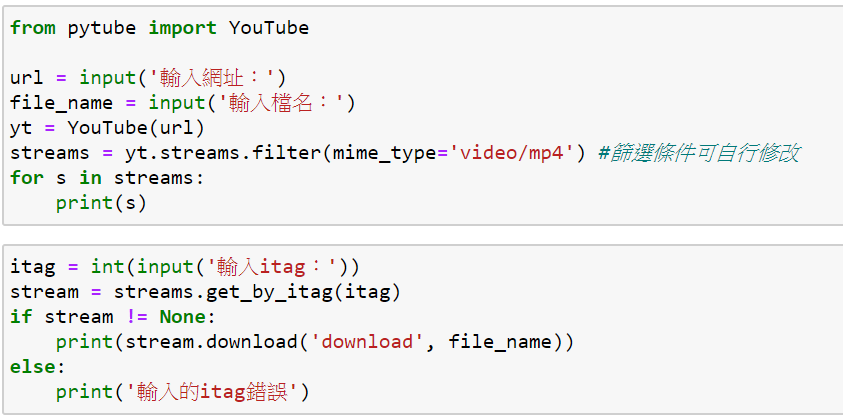 from pytube import YouTube
url = input('輸入網址：')
file_name = input('輸入檔名：')
yt = YouTube(url)
streams = yt.streams.filter(mime_type='video/mp4') #篩選條件可自行修改
for s in streams:
    print(s)
itag = int(input('輸入itag：'))
stream = streams.get_by_itag(itag)
if stream != None:
    print(stream.download('download', file_name))
else:
    print('輸入的itag錯誤')